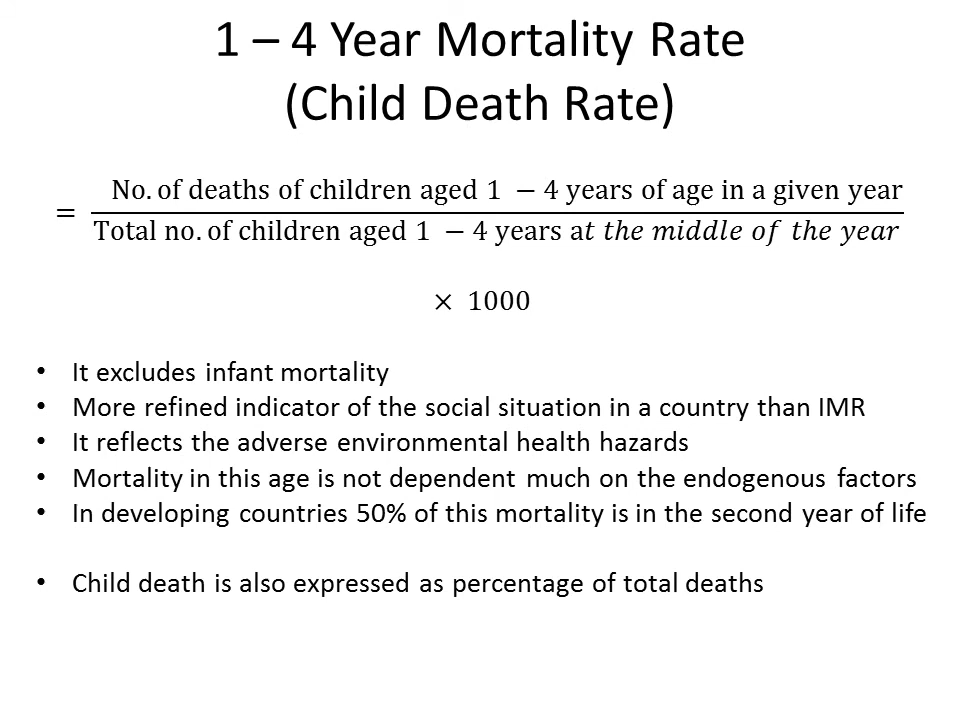 1 – 4 Year Mortality Rate
(Child Death Rate)
No. of deaths of children aged 1 − 4 years of age in a given year
=
Total no. of children aged 1 − 4 years at the middle of the year
× 1000
• It excludes infant mortality
• More refined indicator of the social situation in a country than IMR
• It reflects the adverse environmental health hazards
• Mortality in this age is not dependent much on the endogenous factors
• In developing countries 50% of this mortality is in the second year of life
• Child death is also expressed as percentage of total deaths